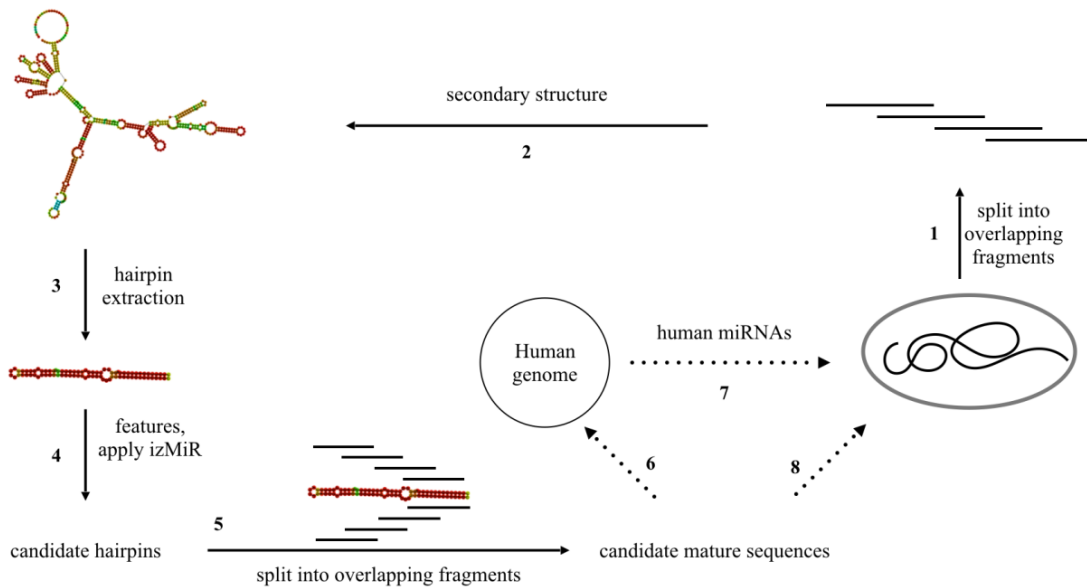 secondary structure
2
1
split into
overlapping
fragments
3
hairpin
extraction
Human
genome
human miRNAs
7
4
features,
apply izMiR
6
8
5
candidate hairpins
split into overlapping fragments
candidate mature sequences